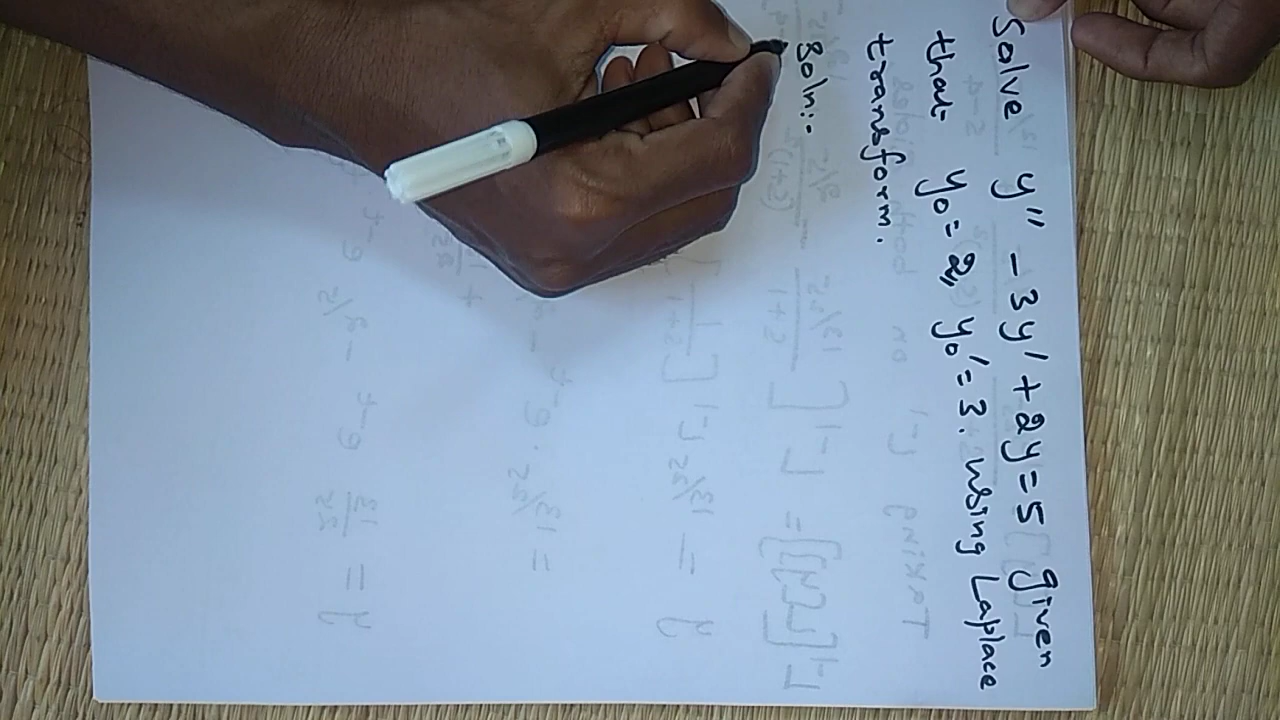 Solve y'' - 3y' + 2y = 5 given
that y₀ = 2, y₀' = 3. using Laplace
transform.
Soln:-